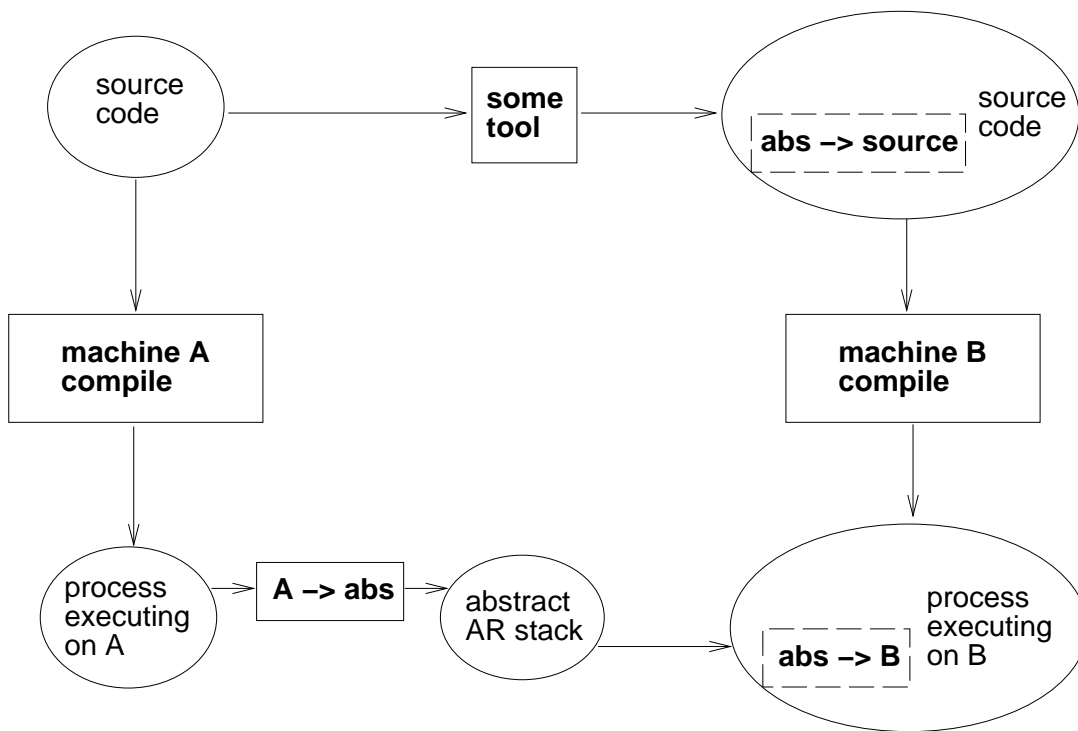 source
code
some
tool
source
code
abs –> source
machine A
compile
machine B
compile
process
executing
on A
A –> abs
abstract
AR stack
process
executing
on B
abs –> B